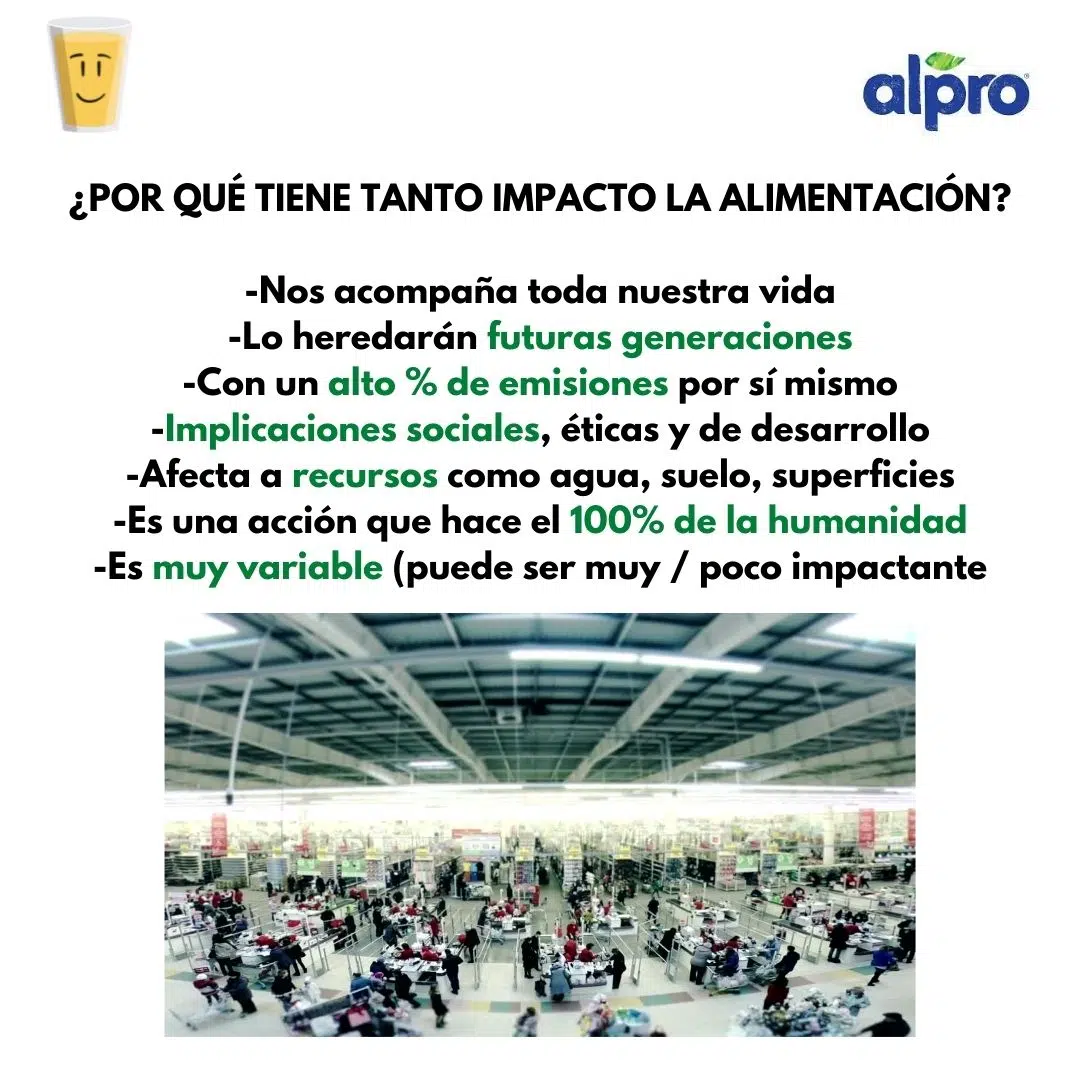 alpro
¿POR QUÉ TIENE TANTO IMPACTO LA ALIMENTACIÓN?
-Nos acompaña toda nuestra vida
-Lo heredarán futuras generaciones
-Con un alto % de emisiones por sí mismo
-Implicaciones sociales, éticas y de desarrollo
-Afecta a recursos como agua, suelo, superficies
-Es una acción que hace el 100% de la humanidad
-Es muy variable (puede ser muy / poco impactante